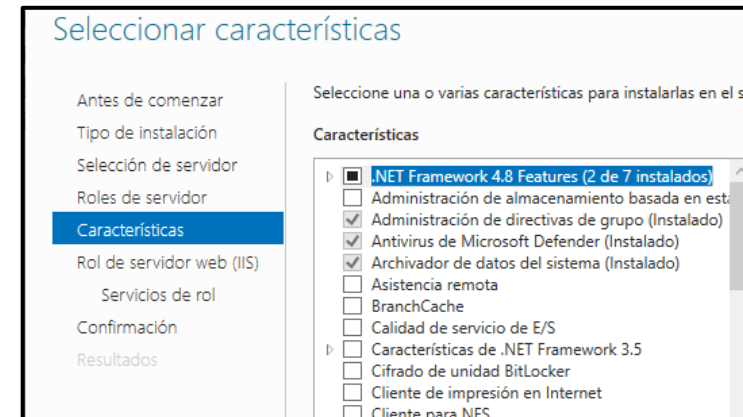 Seleccionar características
Antes de comenzar
Tipo de instalación
Selección de servidor
Roles de servidor
Características
Rol de servidor web (IIS)
Servicios de rol
Confirmación
Resultados
Seleccione una o varias características para instalarlas en el s
Características
.NET Framework 4.8 Features (2 de 7 instalados)
Administración de almacenamiento basada en está
Administración de directivas de grupo (Instalado)
Antivirus de Microsoft Defender (Instalado)
Archivador de datos del sistema (Instalado)
Asistencia remota
BranchCache
Calidad de servicio de E/S
Características de .NET Framework 3.5
Cifrado de unidad BitLocker
Cliente de impresión en Internet
Cliente para NFS